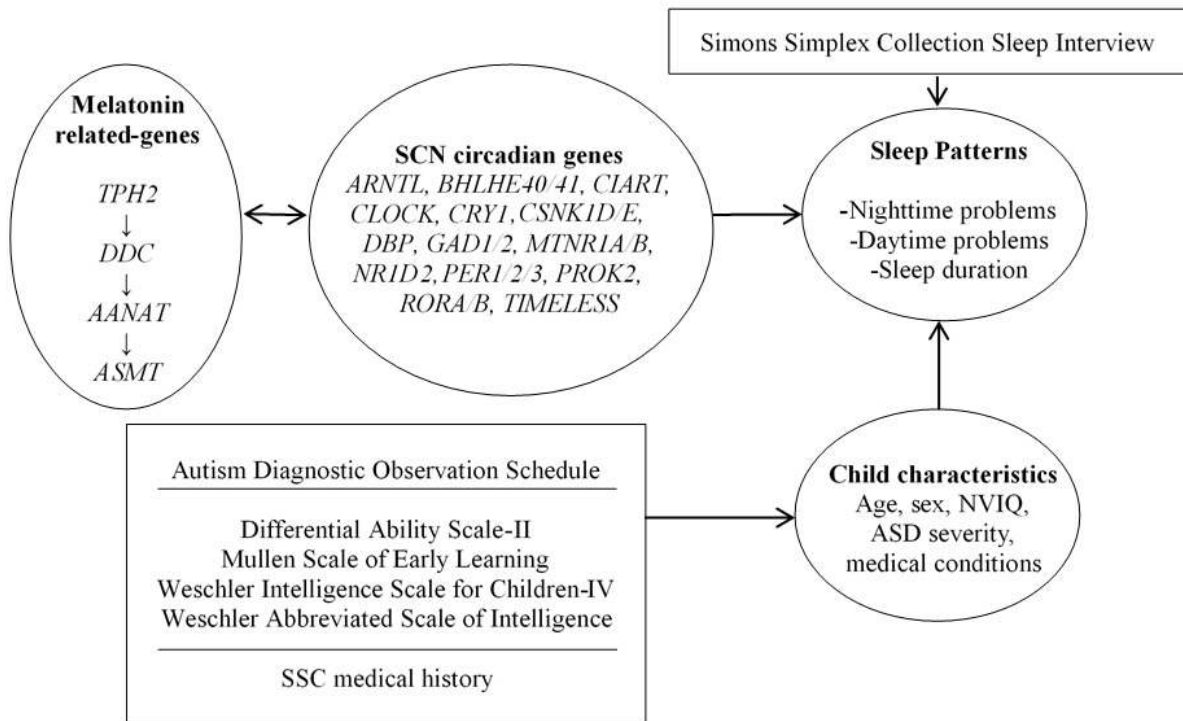 Simons Simplex Collection Sleep Interview
Melatonin
related-genes
TPH2
↓
DDC
↓
AANAT
↓
ASMT
SCN circadian genes
ARNTL, BHLHE40/41, CIART,
CLOCK, CRY1, CSNK1D/E,
DBP, GAD1/2, MTNR1A/B,
NR1D2, PER1/2/3, PROK2,
RORA/B, TIMELESS
Sleep Patterns
-Nighttime problems
-Daytime problems
-Sleep duration
Autism Diagnostic Observation Schedule
Differential Ability Scale-II
Mullen Scale of Early Learning
Weschler Intelligence Scale for Children-IV
Weschler Abbreviated Scale of Intelligence
SSC medical history
Child characteristics
Age, sex, NVIQ,
ASD severity,
medical conditions